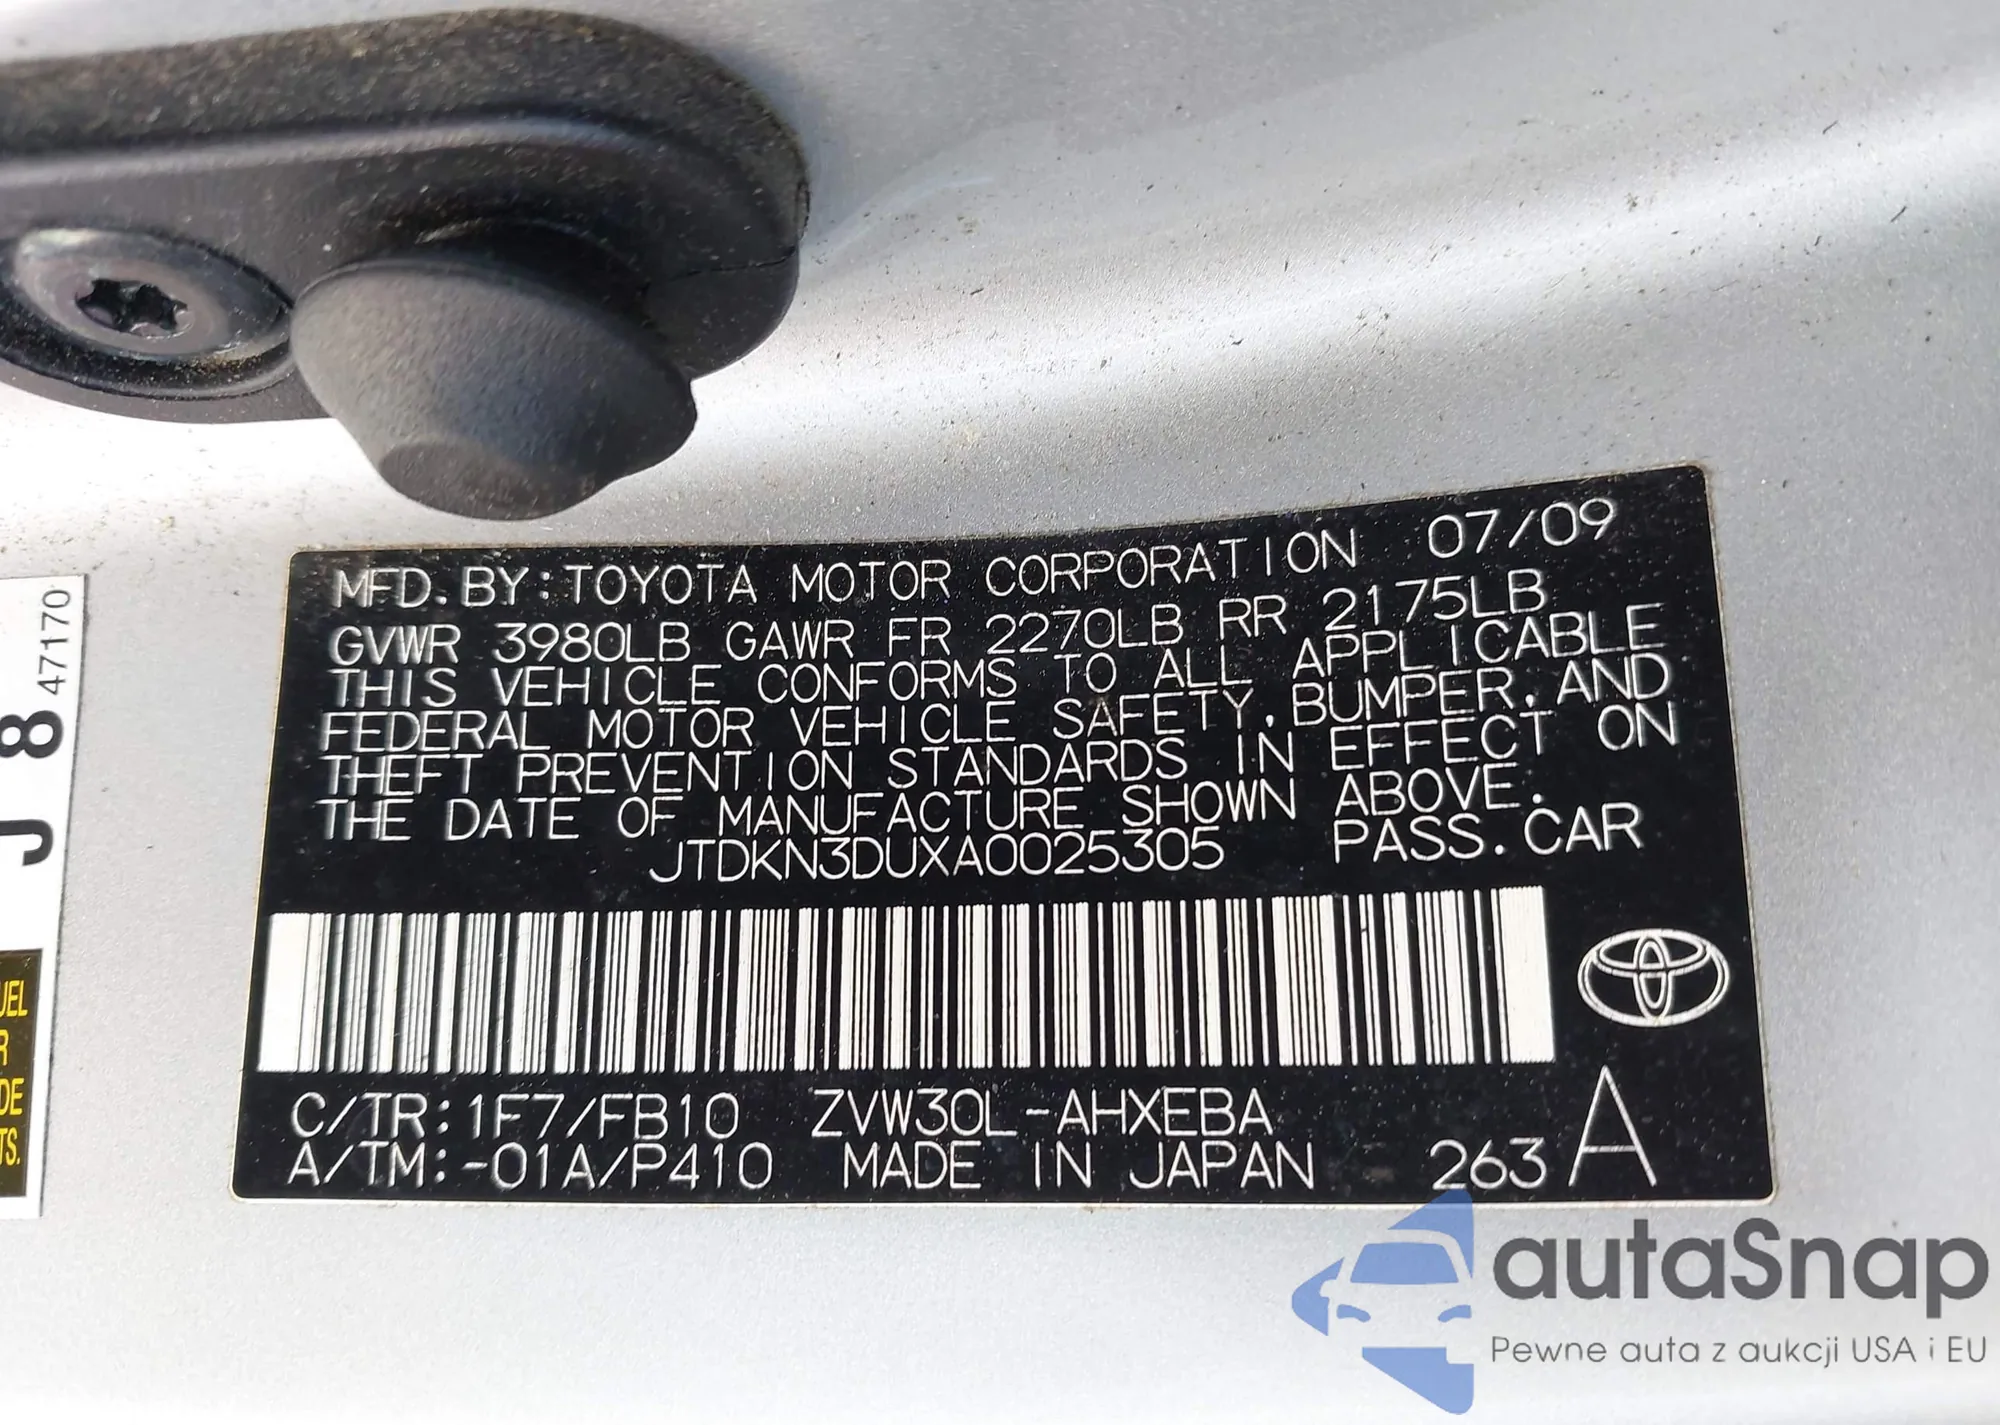 MFD. BY: TOYOTA MOTOR CORPORATION 07/09
GVWR 3980LB GAWR FR 2270LB RR 2175LB
THIS VEHICLE CONFORMS TO ALL APPLICABLE
FEDERAL MOTOR VEHICLE SAFETY, BUMPER, AND
THEFT PREVENTION STANDARDS IN EFFECT ON
THE DATE OF MANUFACTURE SHOWN ABOVE.
JTDKN3DUXA0025305 PASS. CAR
C/TR: 1F7/FB10 ZVW30L-AHXEBA
A/TM: -01A/P410 MADE IN JAPAN 263 A
J 8 47170
UEL
R
DE
TS.
autaSnap
Pewne auta z aukcji USA i EU